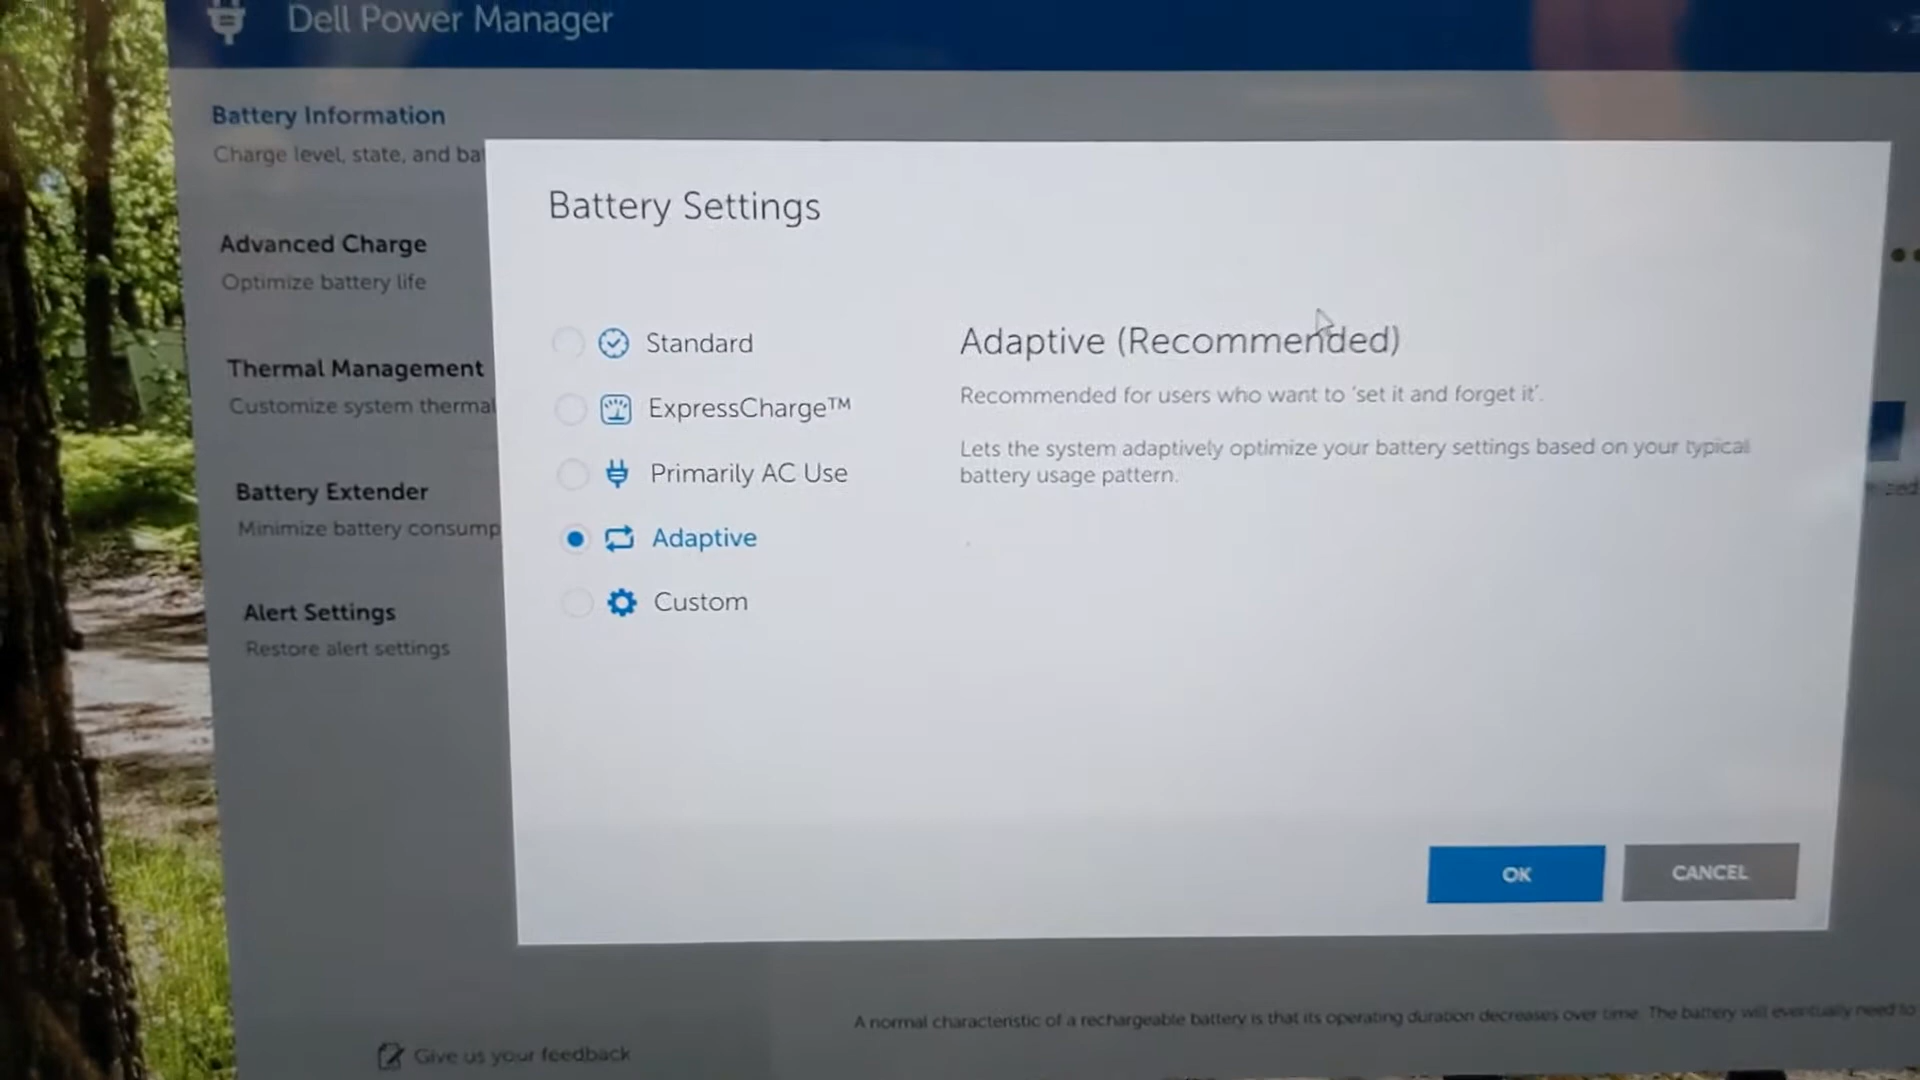 Dell Power Manager
Battery Information
Charge level, state, and
Advanced Charge
Optimize battery life
Thermal Management
Customize system thermal
Battery Extender
Minimize battery
Alert Settings
Restore alert settings
Battery Settings
Standard
ExpressCharge™
Primarily AC Use
Adaptive
Custom
Adaptive (Recommended)
Recommended for users who want to 'set it and forget it'.
Lets the system adaptively optimize your battery settings based on your typical
battery usage pattern.
OK
CANCEL
A normal characteristic of a rechargeable battery is that its operating duration decreases over time. The battery will eventually need to
Give us your feedback